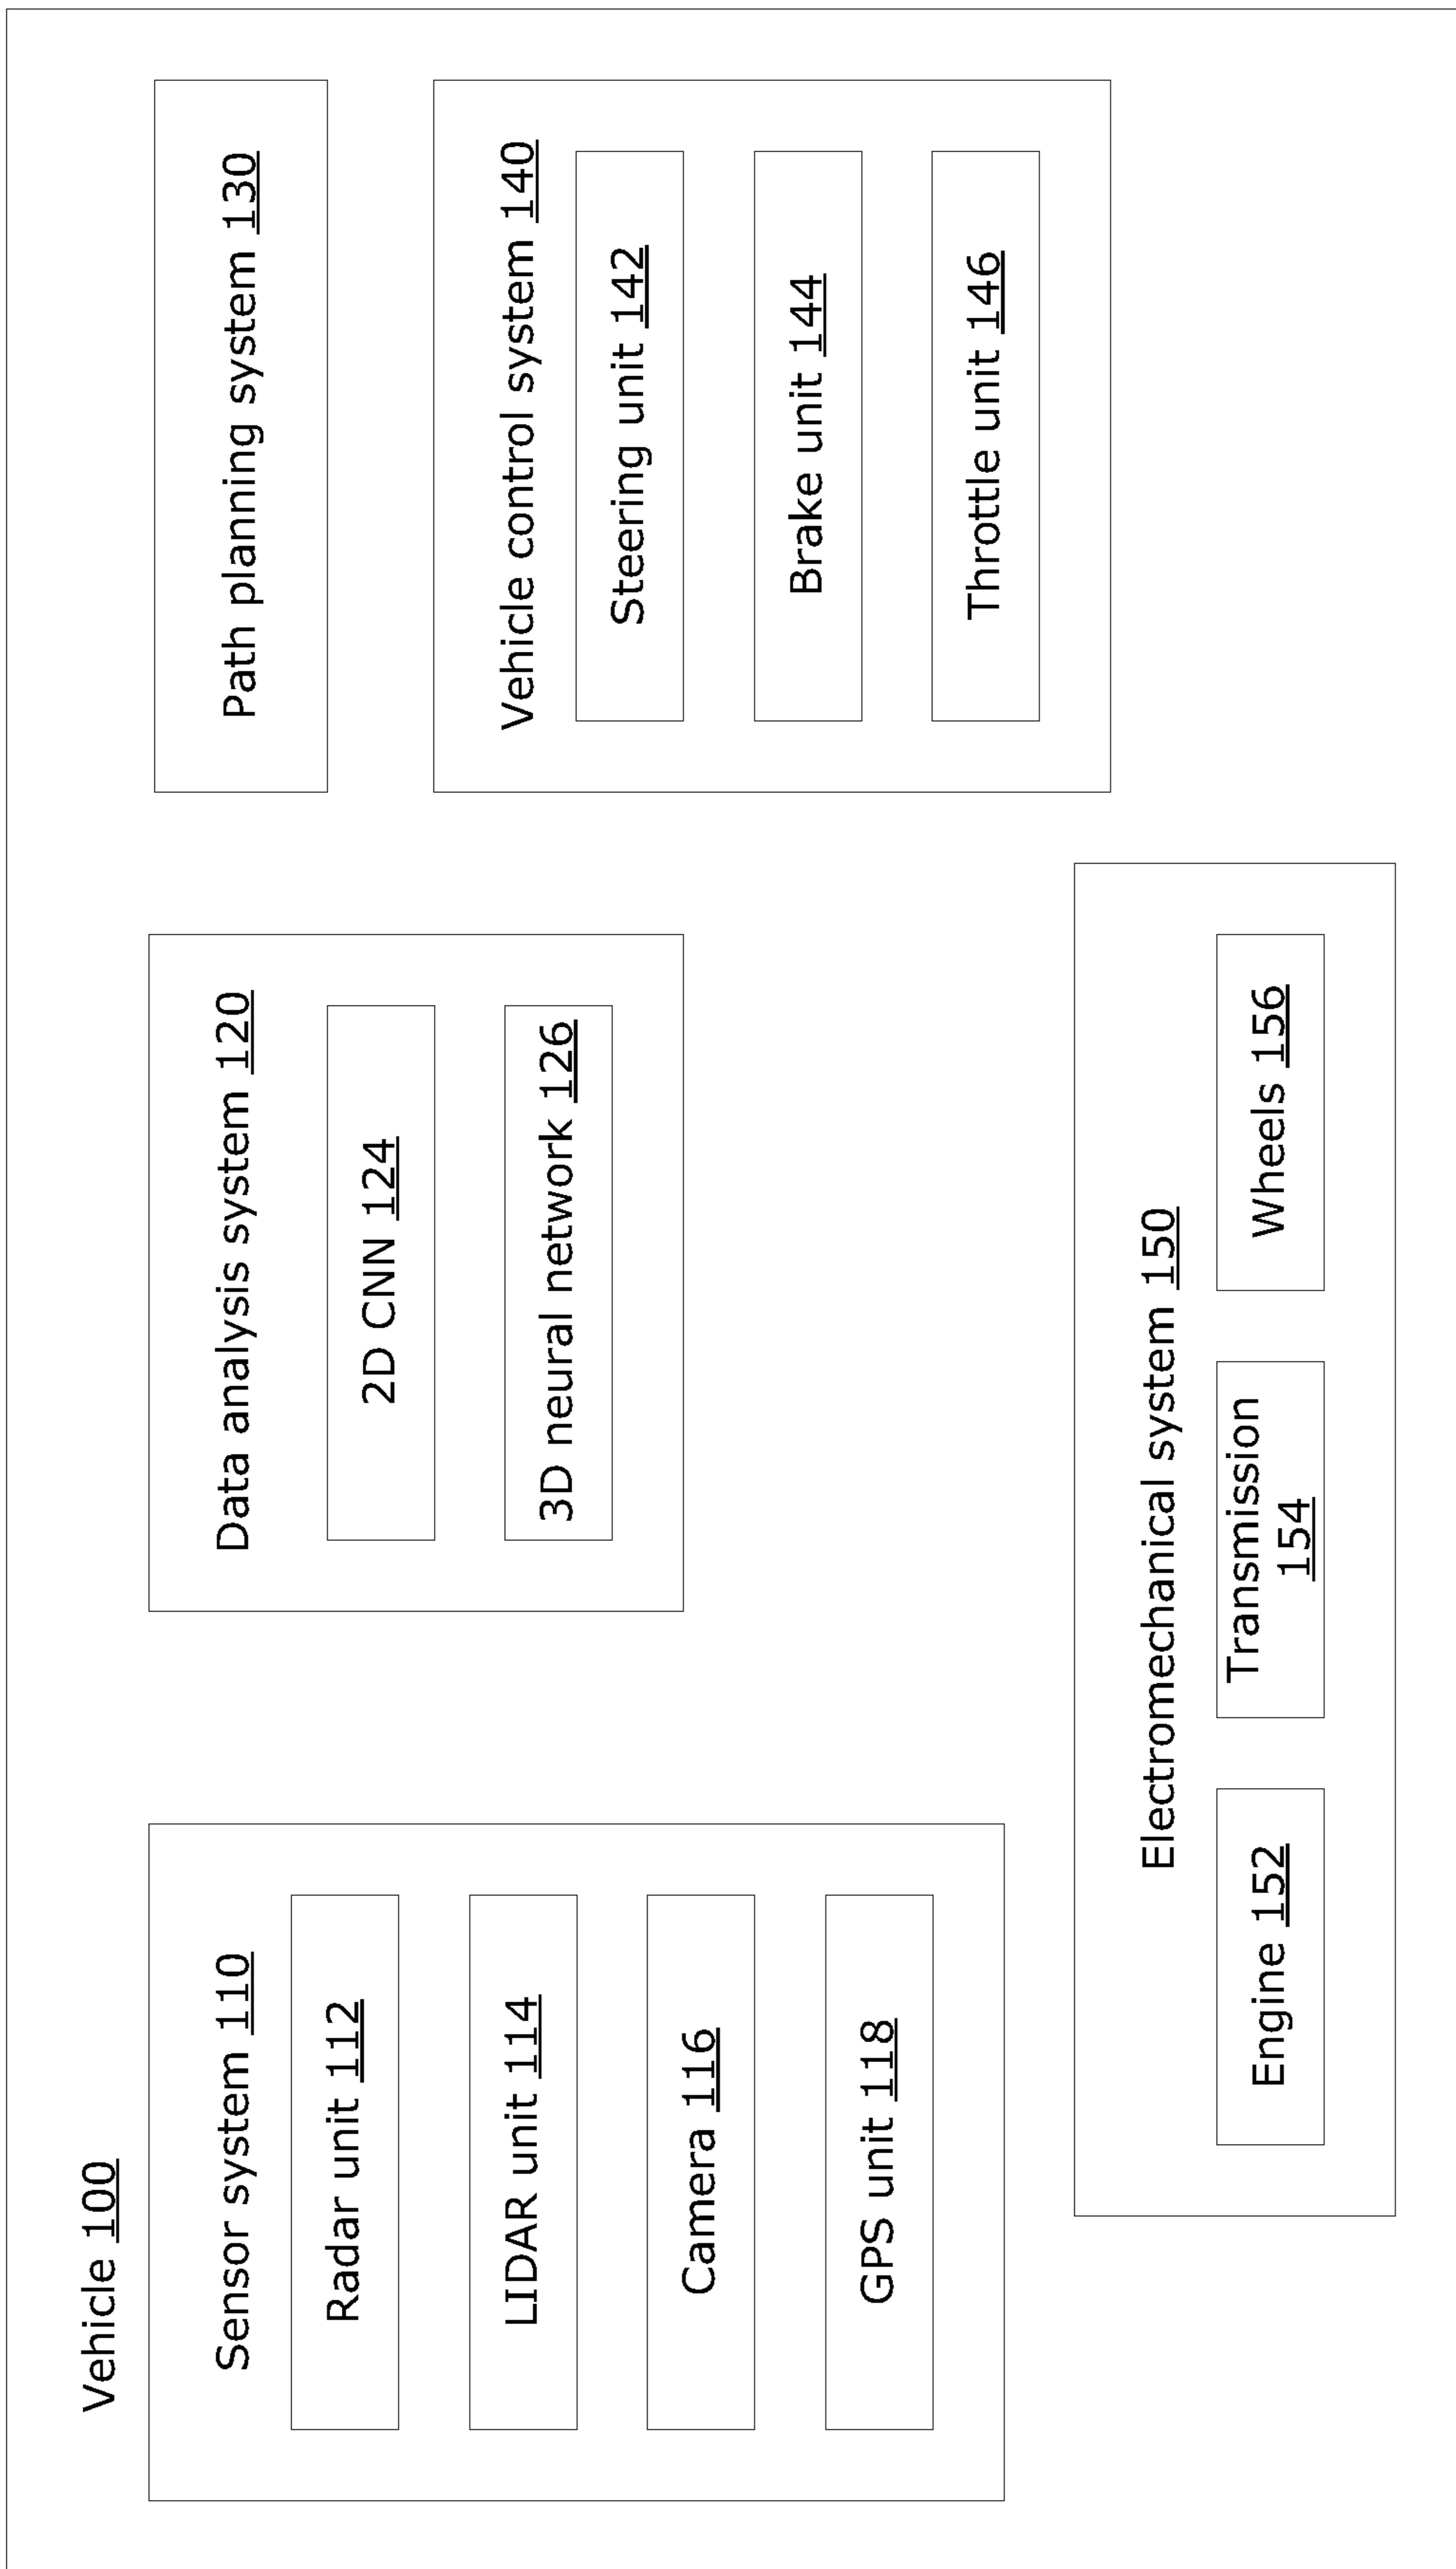 Vehicle 100
Sensor system 110
Radar unit 112
LIDAR unit 114
Camera 116
GPS unit 118
Data analysis system 120
2D CNN 124
3D neural network 126
Path planning system 130
Vehicle control system 140
Steering unit 142
Brake unit 144
Throttle unit 146
Electromechanical system 150
Engine 152
Transmission
154
Wheels 156